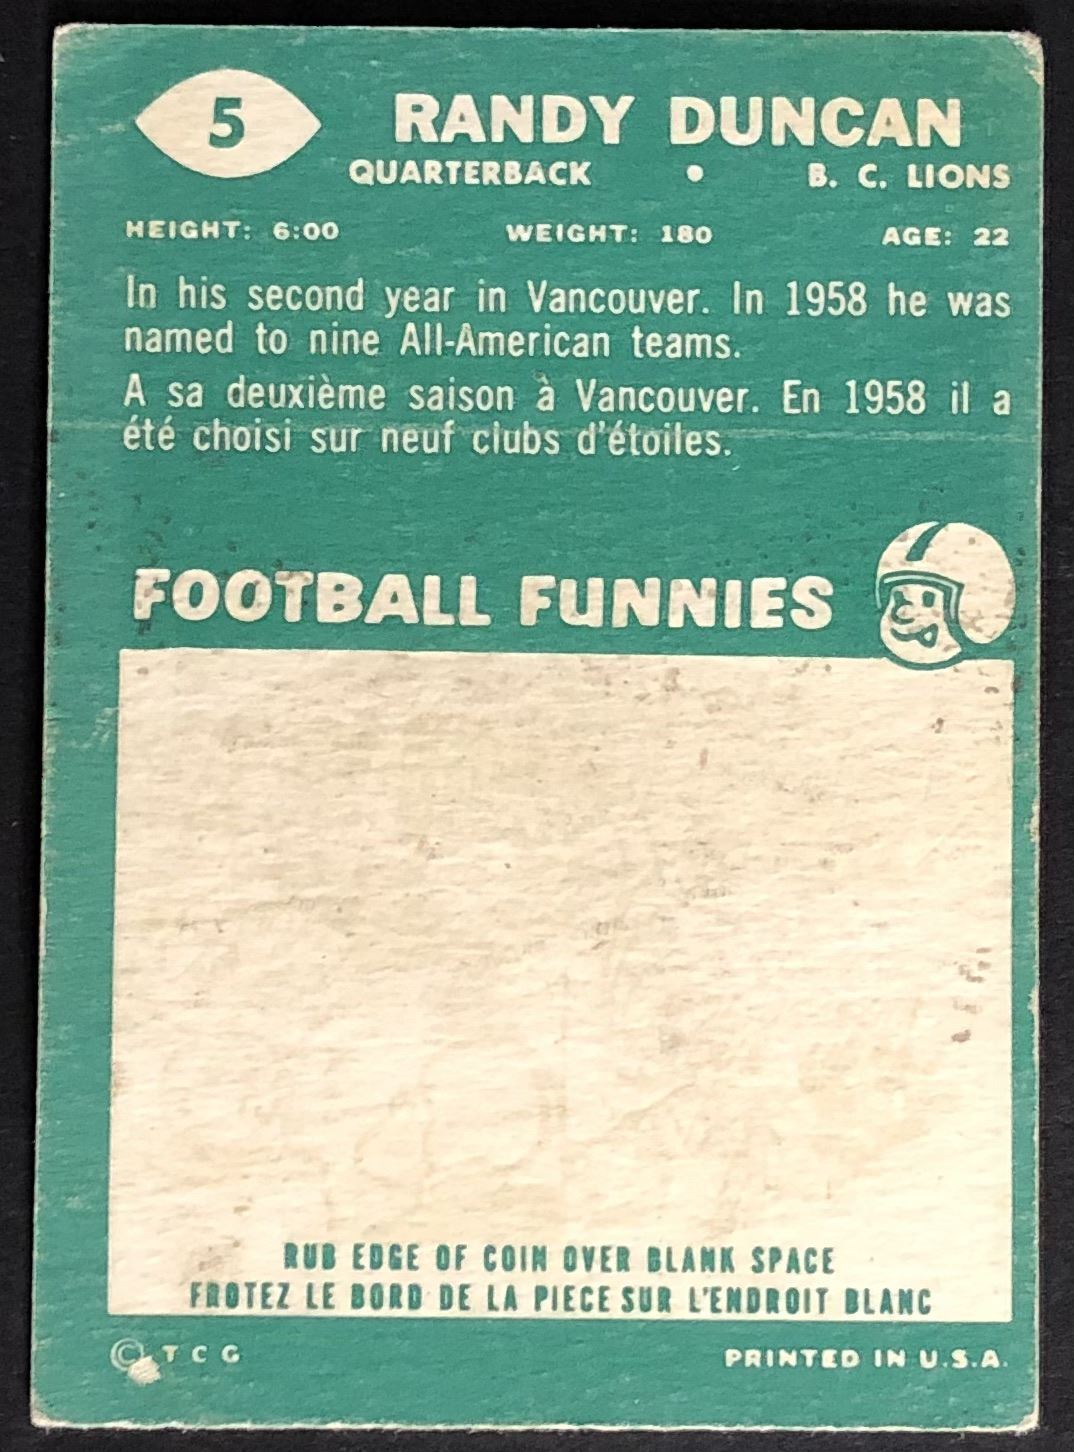 5
RANDY DUNCAN
QUARTERBACK • B. C. LIONS
HEIGHT: 6:00 WEIGHT: 180 AGE: 22
In his second year in Vancouver. In 1958 he was
named to nine All-American teams.
A sa deuxième saison à Vancouver. En 1958 il a
été choisi sur neuf clubs d'étoiles.
FOOTBALL FUNNIES
RUB EDGE OF COIN OVER BLANK SPACE
FROTEZ LE BORD DE LA PIECE SUR L'ENDROIT BLANC
© T C G PRINTED IN U.S.A.